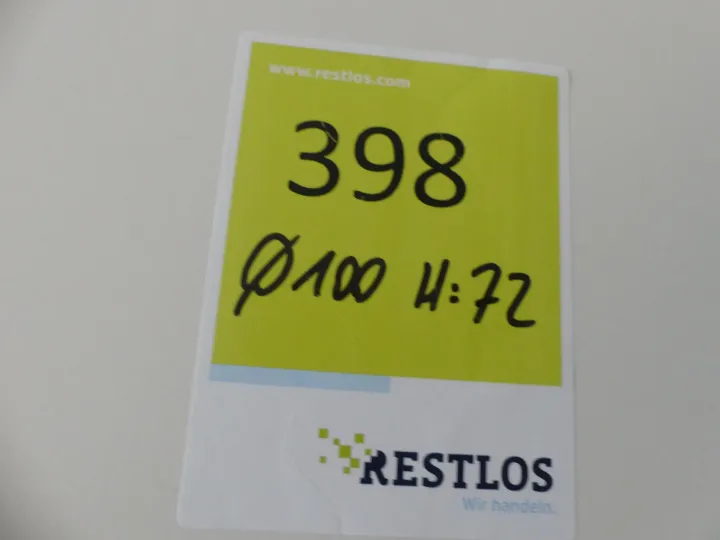 www.restlos.com
398
Ø100 H:72
RESTLOS
Wir handeln.